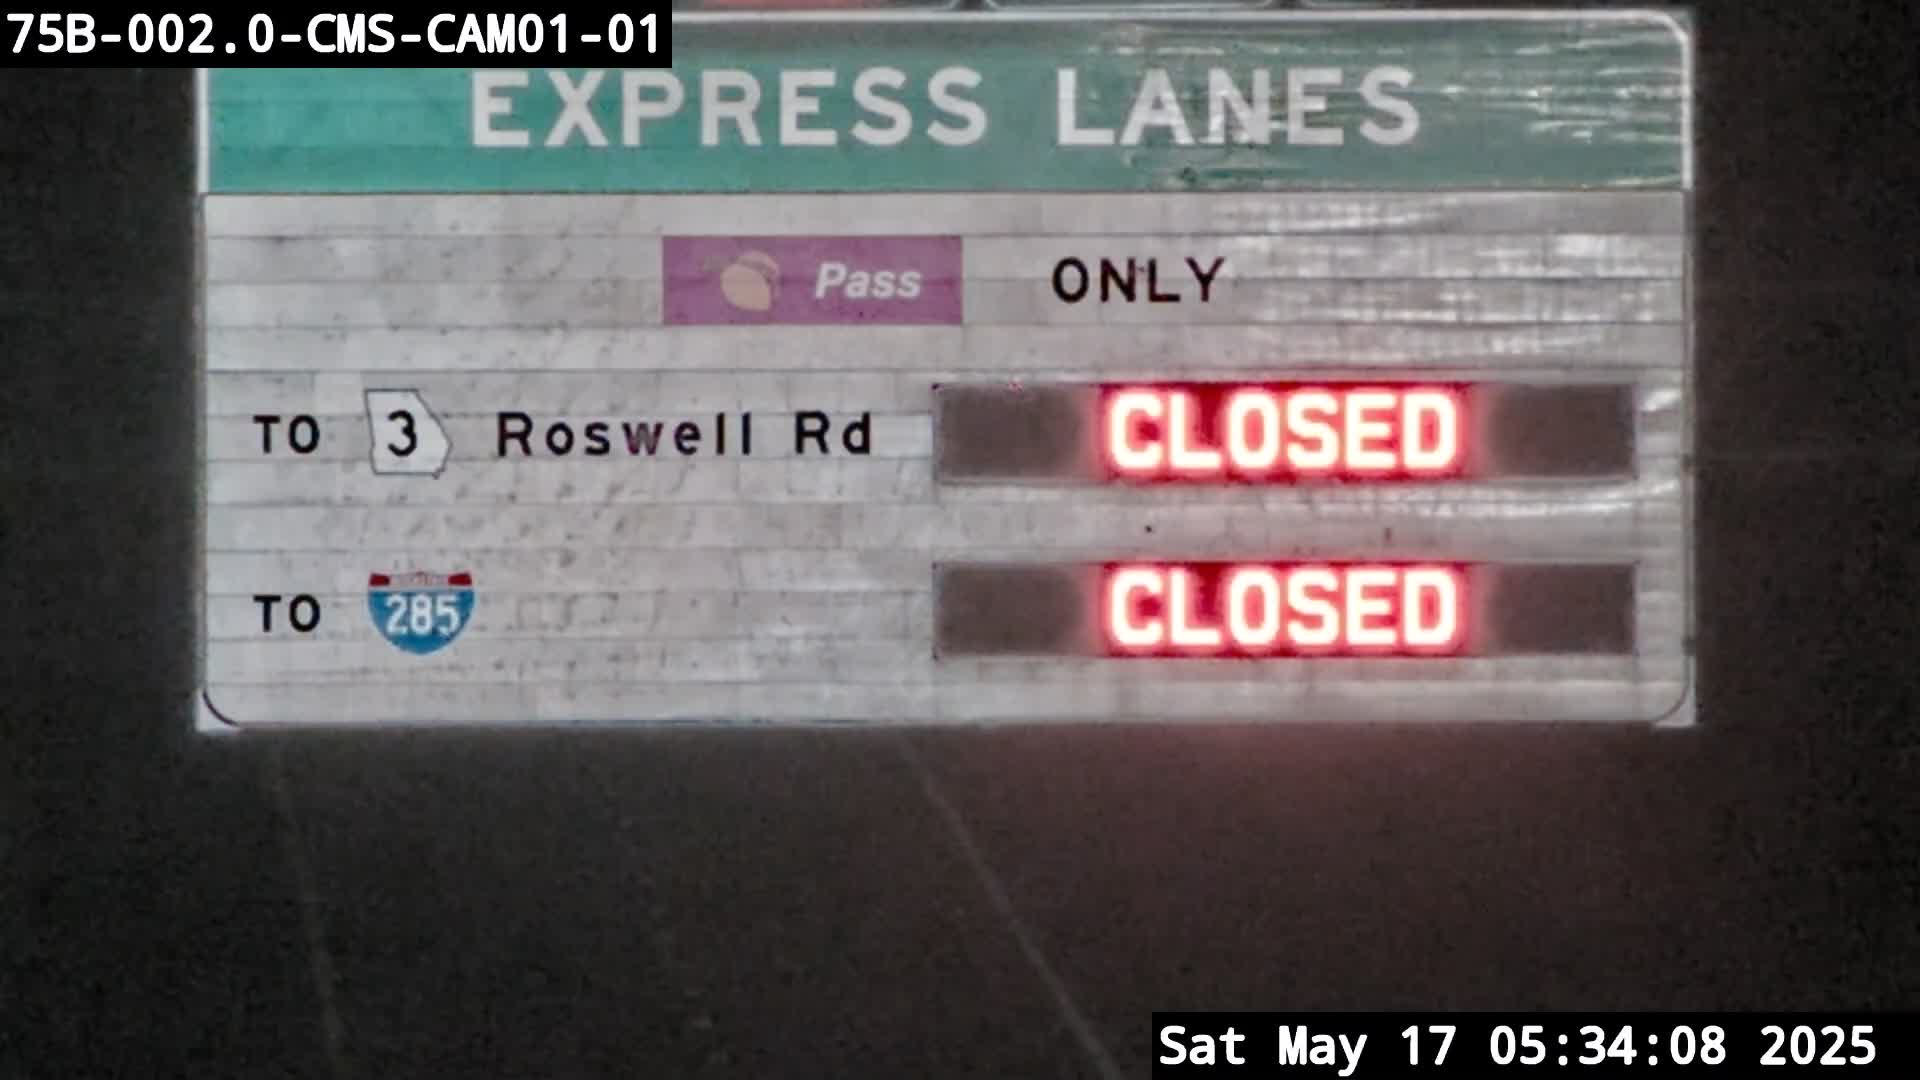 75B-002.0-CMS-CAM01-01
EXPRESS LANES
Pass ONLY
TO 3 Roswell Rd CLOSED
TO 285 CLOSED
Sat May 17 05:34:08 2025